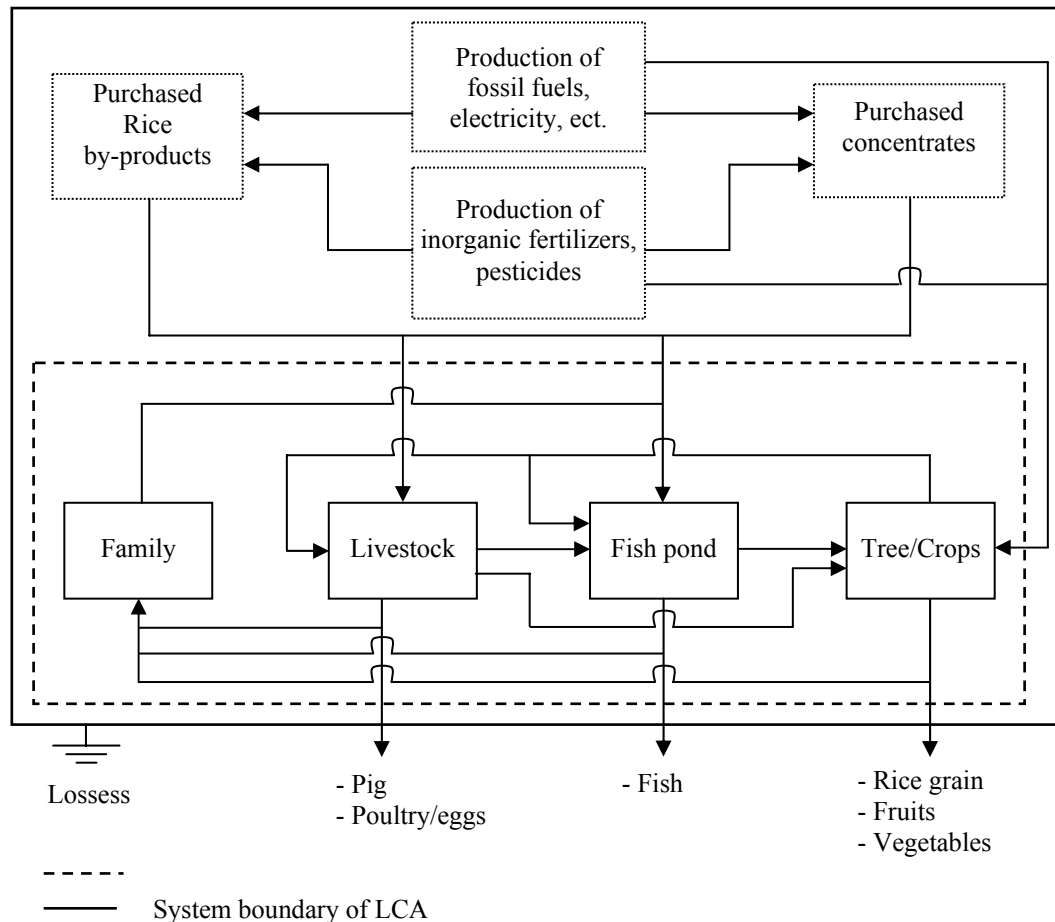 Production of
fossil fuels,
electricity, ect.
Purchased
Rice
by-products
Purchased
concentrates
Production of
inorganic fertilizers,
pesticides
Family
Livestock
Fish pond
Tree/Crops
Lossess
- Pig
- Poultry/eggs
- Fish
- Rice grain
- Fruits
- Vegetables
System boundary of LCA